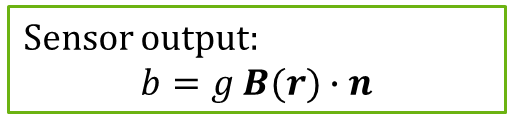 Sensor output:
b = g B(r) · n